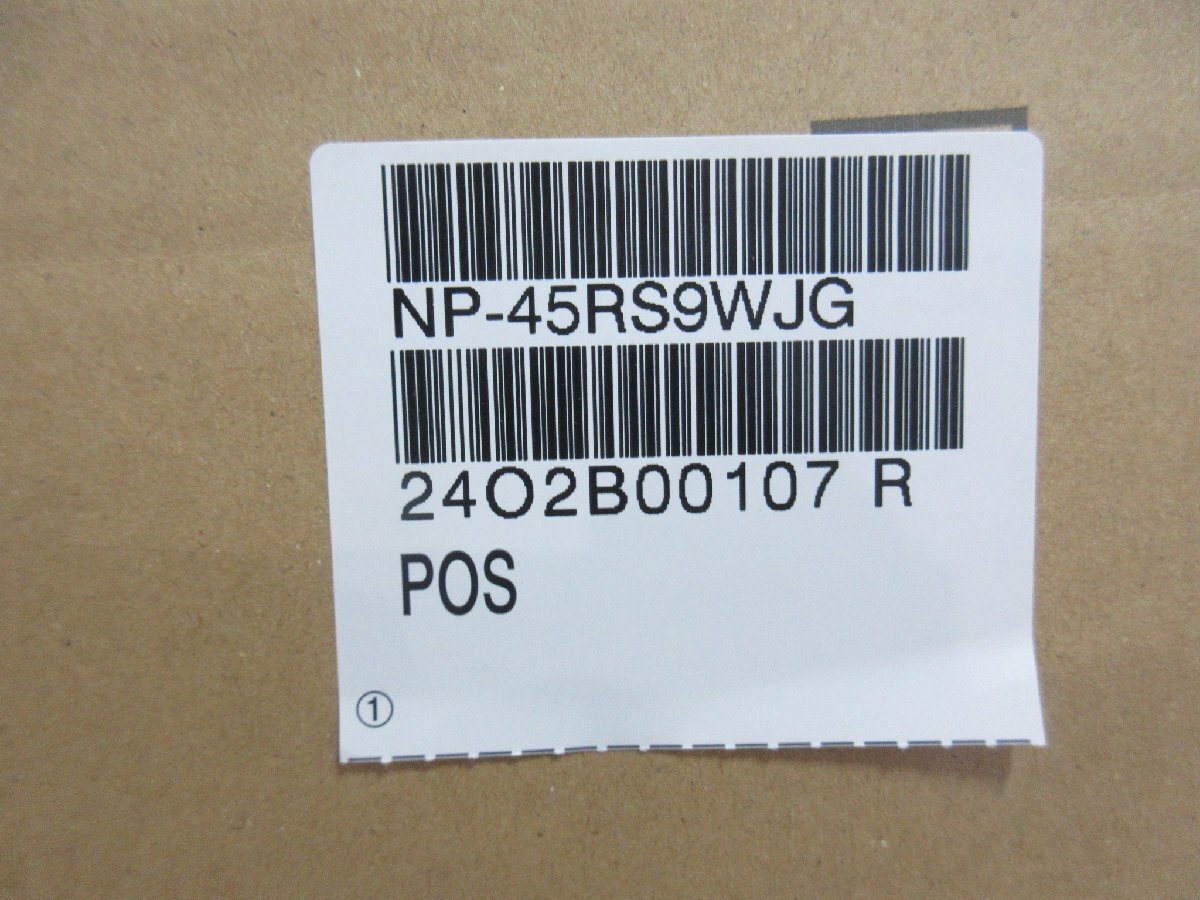 NP-45RS9WJG
24O2B00107 R
POS
①